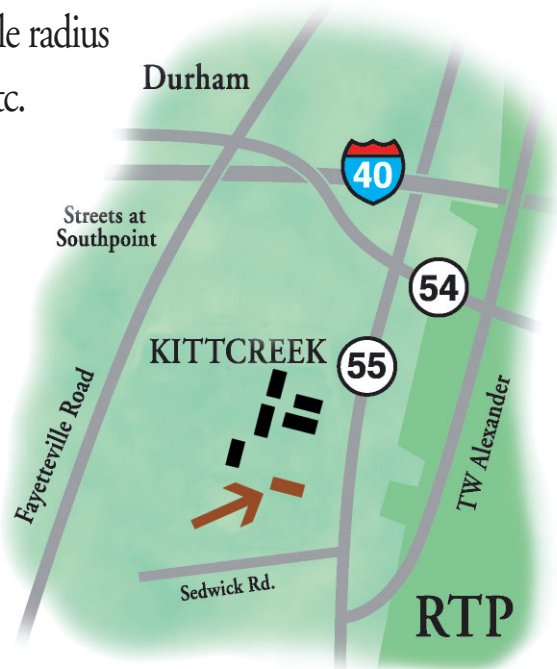 le radius
Durham
tc.
40
Streets at
Southpoint
54
KITTCREEK
55
Fayetteville Road
TW Alexander
Sedwick Rd.
RTP